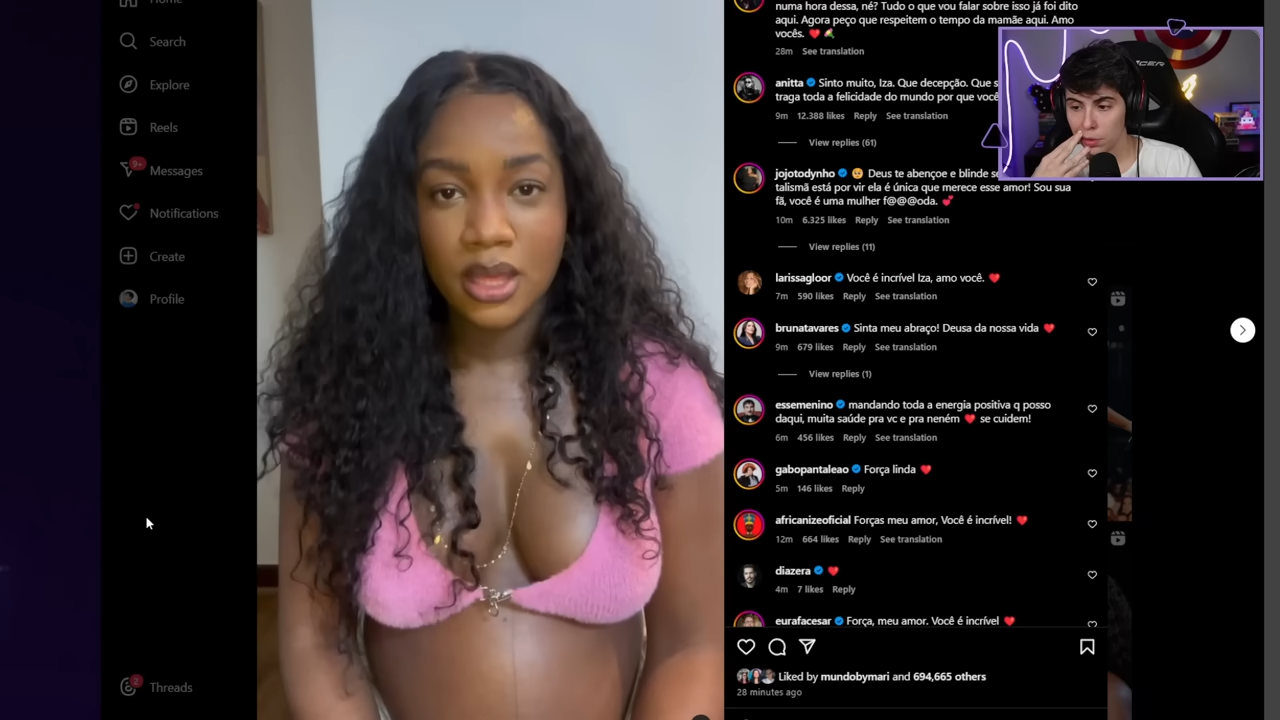 Home
Search
Explore
Reels
9+
Messages
Notifications
Create
Profile
2
Threads
numa hora dessa, né? Tudo o que vou falar sobre isso já foi dito
aqui. Agora peço que respeitem o tempo da mamãe aqui. Amo
vocês. ❤️
28m See translation
anitta Sinto muito, Iza. Que decepção. Que s
traga toda a felicidade do mundo por que você
9m 12.388 likes Reply See translation
View replies (61)
jojotodynho 🥺 Deus te abençoe e blinde se
talismã está por vir ela é única que merece esse amor! Sou sua
fã, você é uma mulher f@@@oda. 💕
10m 6.325 likes Reply See translation
View replies (11)
larissagloor Você é incrível Iza, amo você. ❤️
7m 590 likes Reply See translation
brunatavares Sinta meu abraço! Deusa da nossa vida ❤️
9m 679 likes Reply See translation
View replies (1)
essemenino mandando toda a energia positiva q posso
daqui, muita saúde pra vc e pra neném ❤️ se cuidem!
6m 456 likes Reply See translation
gabopantaleao Força linda ❤️
5m 146 likes Reply
africanizeoficial Forças meu amor, Você é incrível! ❤️
12m 664 likes Reply See translation
diazera ❤️
4m 7 likes Reply
eurafacesar Força, meu amor. Você é incrível ❤️
Liked by mundobymari and 694,665 others
28 minutes ago